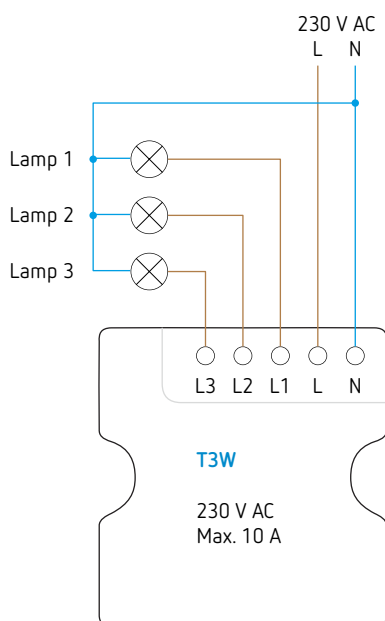 230 V AC
L N
Lamp 1
Lamp 2
Lamp 3
L3 L2 L1 L N
T3W
230 V AC
Max. 10 A